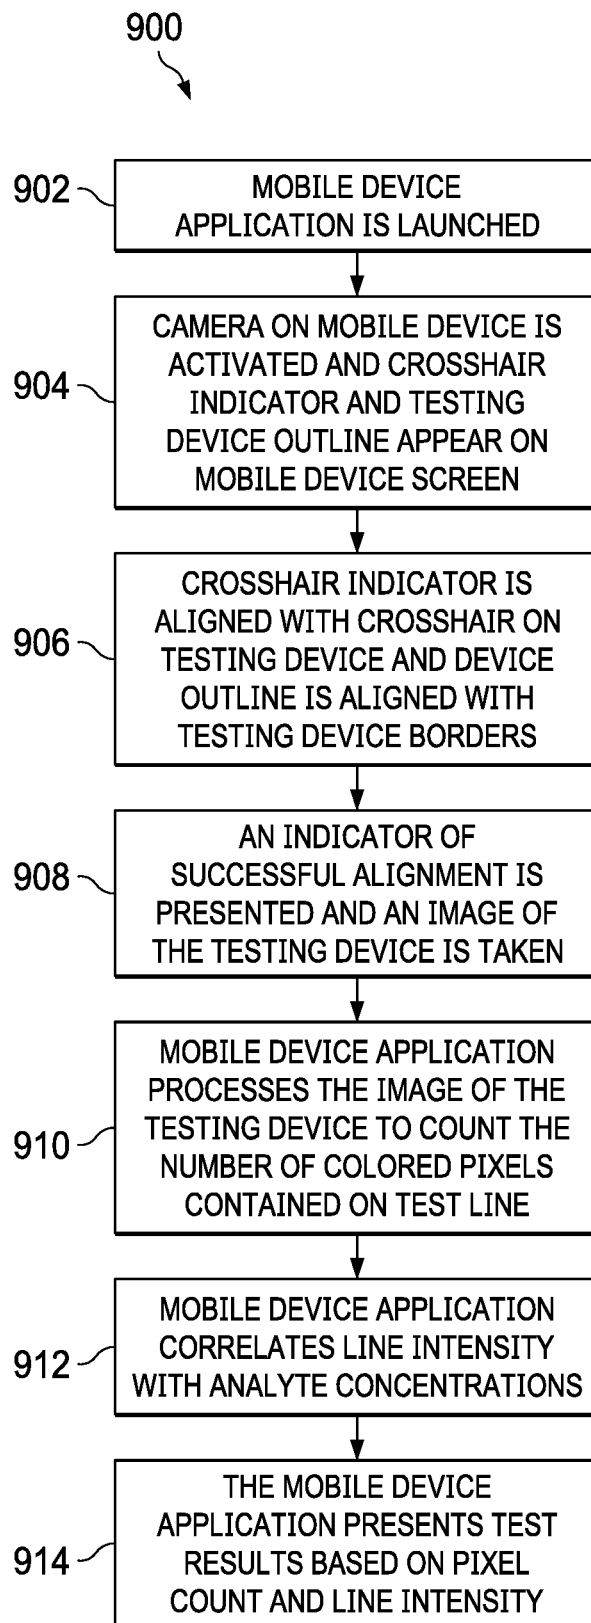 900
902
MOBILE DEVICE
APPLICATION IS LAUNCHED
904
CAMERA ON MOBILE DEVICE IS
ACTIVATED AND CROSSHAIR
INDICATOR AND TESTING
DEVICE OUTLINE APPEAR ON
MOBILE DEVICE SCREEN
906
CROSSHAIR INDICATOR IS
ALIGNED WITH CROSSHAIR ON
TESTING DEVICE AND DEVICE
OUTLINE IS ALIGNED WITH
TESTING DEVICE BORDERS
908
AN INDICATOR OF
SUCCESSFUL ALIGNMENT IS
PRESENTED AND AN IMAGE OF
THE TESTING DEVICE IS TAKEN
910
MOBILE DEVICE APPLICATION
PROCESSES THE IMAGE OF THE
TESTING DEVICE TO COUNT THE
NUMBER OF COLORED PIXELS
CONTAINED ON TEST LINE
912
MOBILE DEVICE APPLICATION
CORRELATES LINE INTENSITY
WITH ANALYTE CONCENTRATIONS
914
THE MOBILE DEVICE
APPLICATION PRESENTS TEST
RESULTS BASED ON PIXEL
COUNT AND LINE INTENSITY